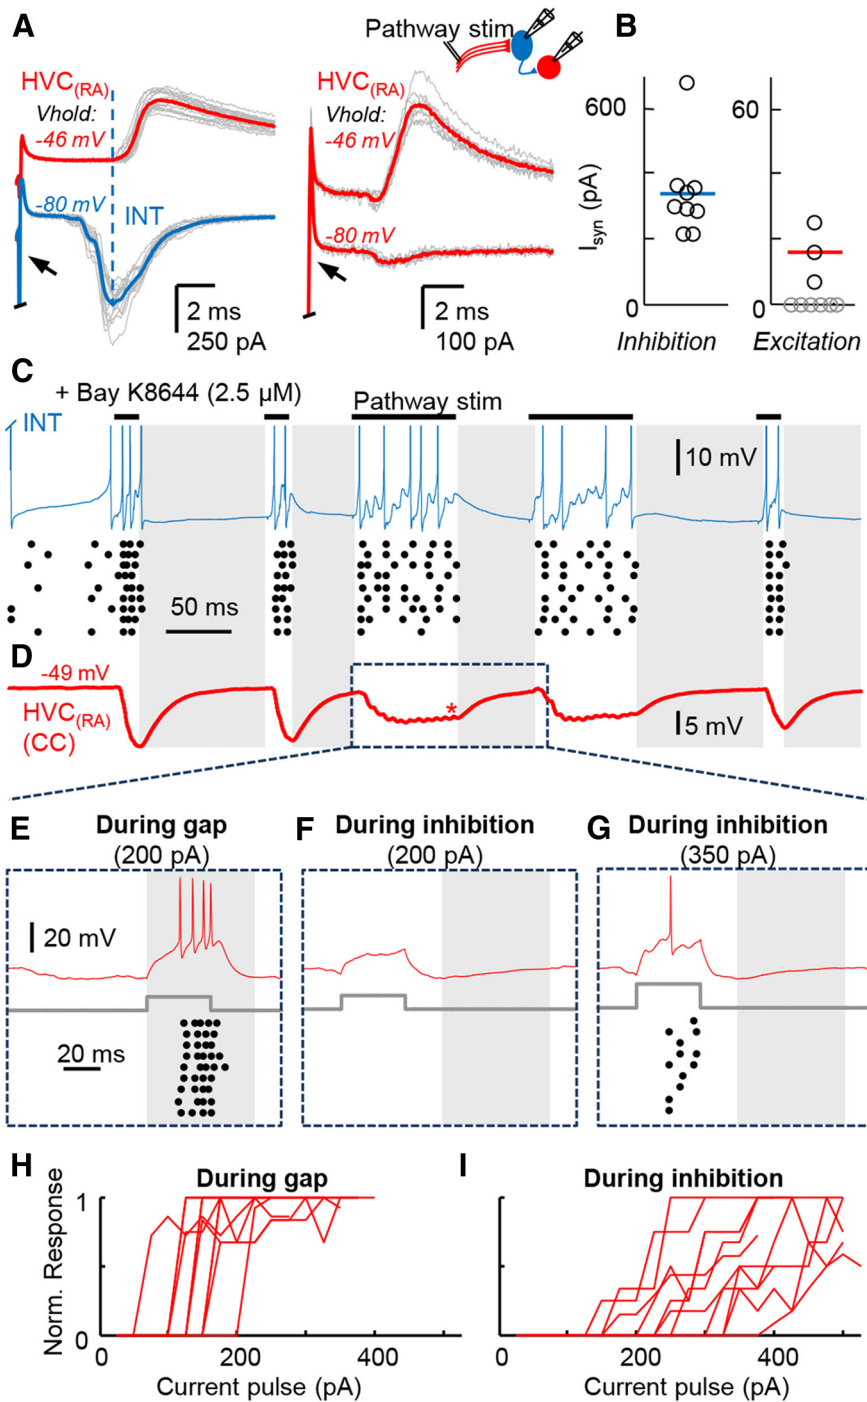 A
Pathway stim
B
HVC(RA)
Vhold:
-46 mV
-80 mV
INT
2 ms
250 pA
HVC(RA)
Vhold:
-46 mV
-80 mV
2 ms
100 pA
Isyn (pA)
600
0
Inhibition
60
0
Excitation
C
+ Bay K8644 (2.5 µM)
Pathway stim
INT
10 mV
50 ms
D
-49 mV
HVC(RA)
(CC)
*
5 mV
E
During gap
(200 pA)
20 mV
20 ms
F
During inhibition
(200 pA)
G
During inhibition
(350 pA)
H
During gap
Norm. Response
1
0
0
200
400
Current pulse (pA)
I
During inhibition
0
200
400
Current pulse (pA)